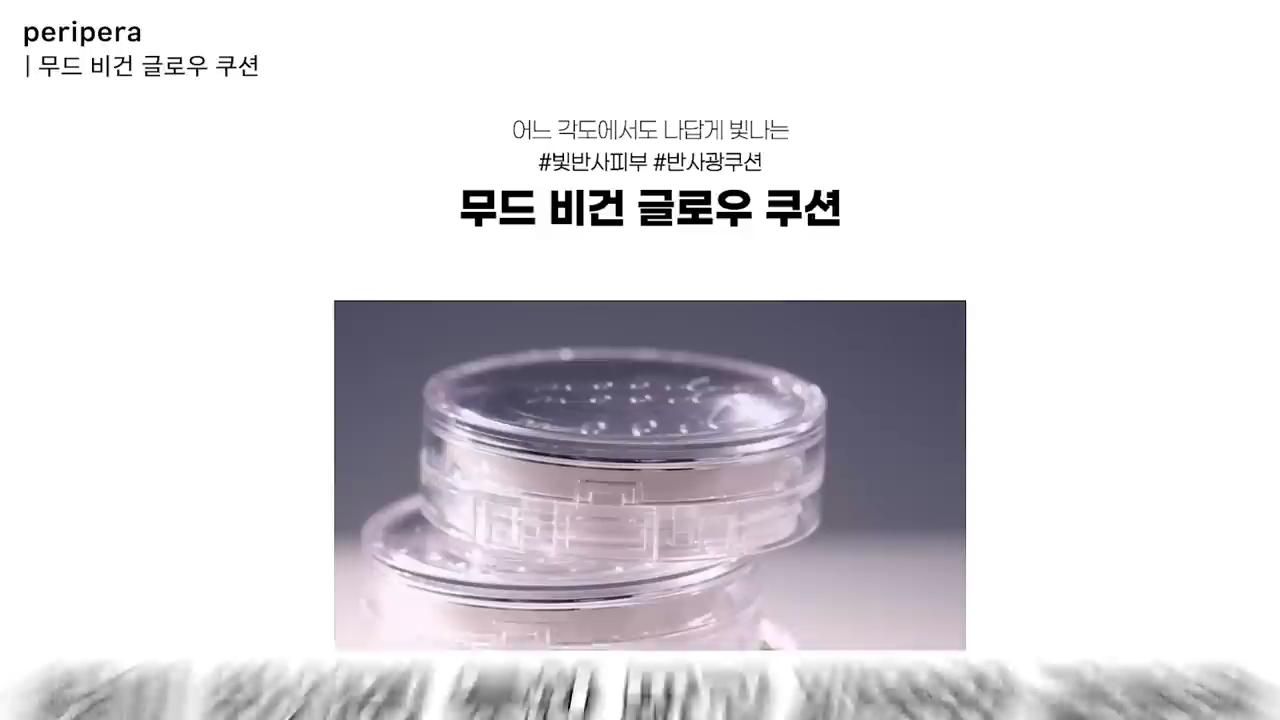 peripera
| 무드 비건 글로우 쿠션
어느 각도에서도 나답게 빛나는
#빛반사피부 #반사광쿠션
무드 비건 글로우 쿠션